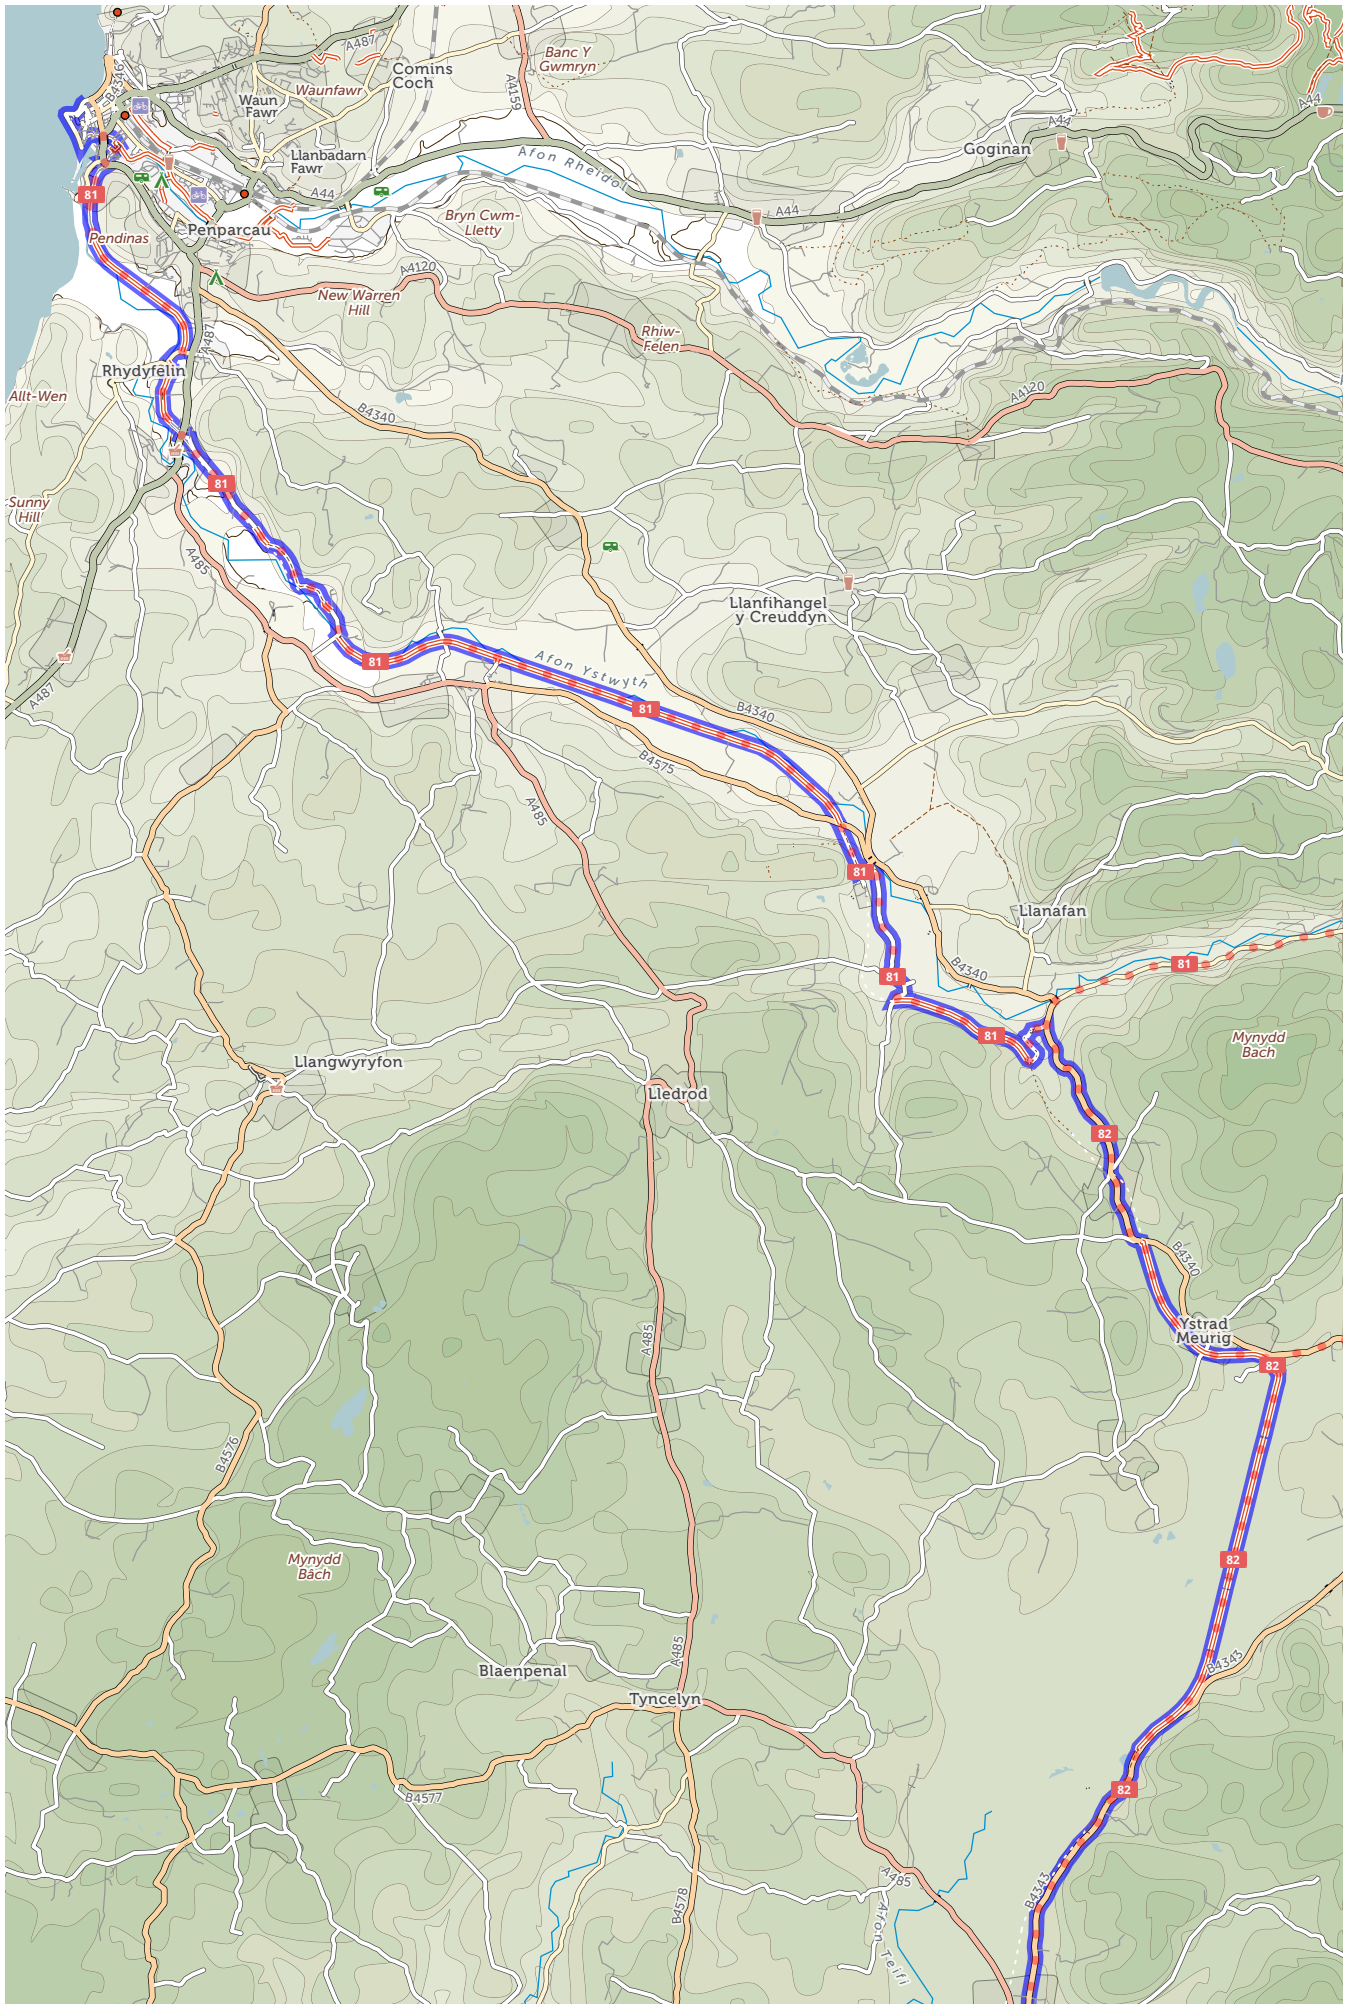 A487
B4346
Comins
Coch
Banc Y
Gwmryn
A4159
Waunfawr
Waun
Fawr
A44
A44
Goginan
Llanbadarn
Fawr
Afon Rheidol
A44
81
A44
Bryn Cwm-
Lletty
Penparcau
Pendinas
A4120
New Warren
Hill
A487
Rhiw-
Felen
Rhydyfelin
A4120
Allt-Wen
B4340
81
Sunny
Hill
A485
Llanfihangel
y Creuddyn
81
Afon Ystwyth
A487
81
B4340
B4575
A485
81
Llanafan
81
B4340
81
81
Mynydd
Bach
Llangwyryfon
Lledrod
82
B4340
Ystrad
Meurig
A485
82
B4576
Mynydd
Bâch
82
A485
B4343
Blaenpenal
Tyncelyn
82
B4577
A485
B4343
B4578
Afon Teifi